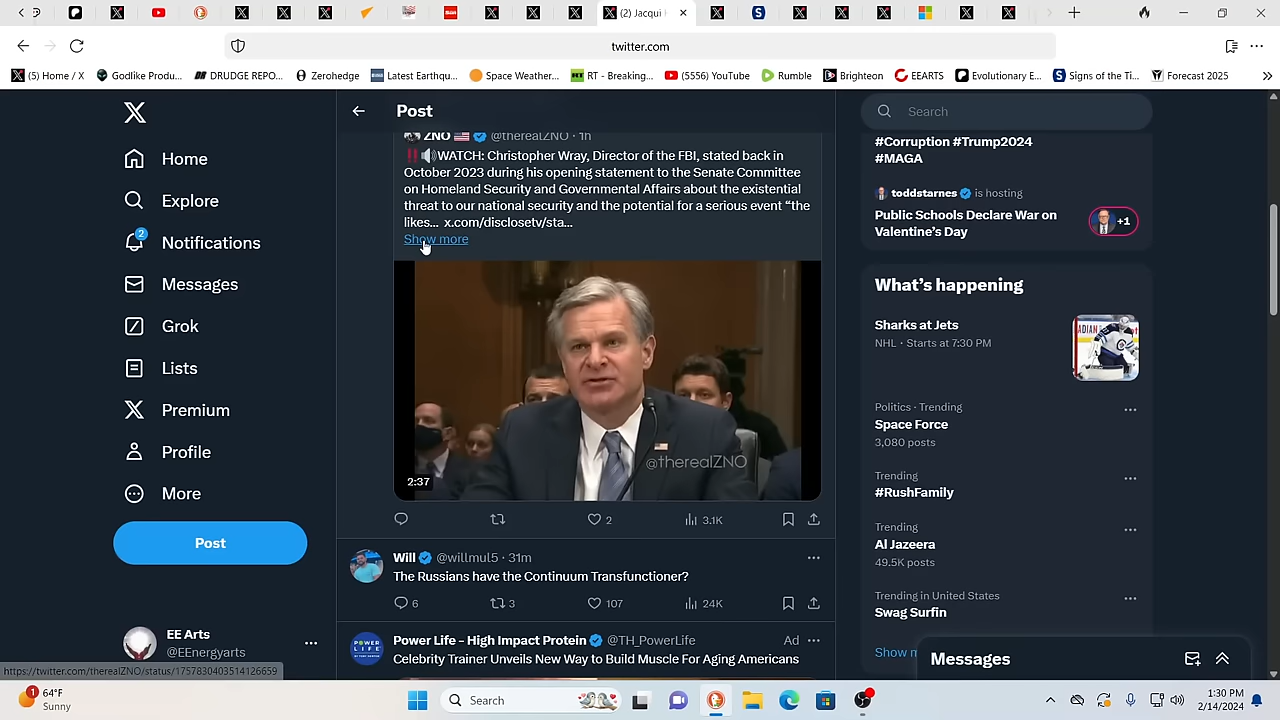 (2) Jacqui
twitter.com
(5) Home / X
Godlike Produ...
DRUDGE REPO...
Zerohedge
Latest Earthqu...
Space Weather...
RT - Breaking...
(5556) YouTube
Rumble
Brighteon
EEARTS
Evolutionary E...
Signs of the Ti...
Forecast 2025
Home
Explore
2
Notifications
Messages
Grok
Lists
Premium
Profile
More
Post
EE Arts
@EEnergyarts
https://twitter.com/therealZNO/status/1757830403514126659
Post
ZNO @therealZNO · 1h
WATCH: Christopher Wray, Director of the FBI, stated back in
October 2023 during his opening statement to the Senate Committee
on Homeland Security and Governmental Affairs about the existential
threat to our national security and the potential for a serious event “the
likes... x.com/disclosetv/sta...
Show more
@therealZNO
2:37
2
3.1K
Will @willmul5 · 31m
The Russians have the Continuum Transfunctioner?
6
3
107
24K
Power Life - High Impact Protein @TH_PowerLife Ad
Celebrity Trainer Unveils New Way to Build Muscle For Aging Americans
Search
#Corruption #Trump2024
#MAGA
toddstarnes is hosting
Public Schools Declare War on
Valentine’s Day
+1
What’s happening
Sharks at Jets
NHL · Starts at 7:30 PM
Politics · Trending
Space Force
3,080 posts
Trending
#RushFamily
Trending
Al Jazeera
49.5K posts
Trending in United States
Swag Surfin
Messages
1
64°F
Sunny
Search
1:30 PM
2/14/2024